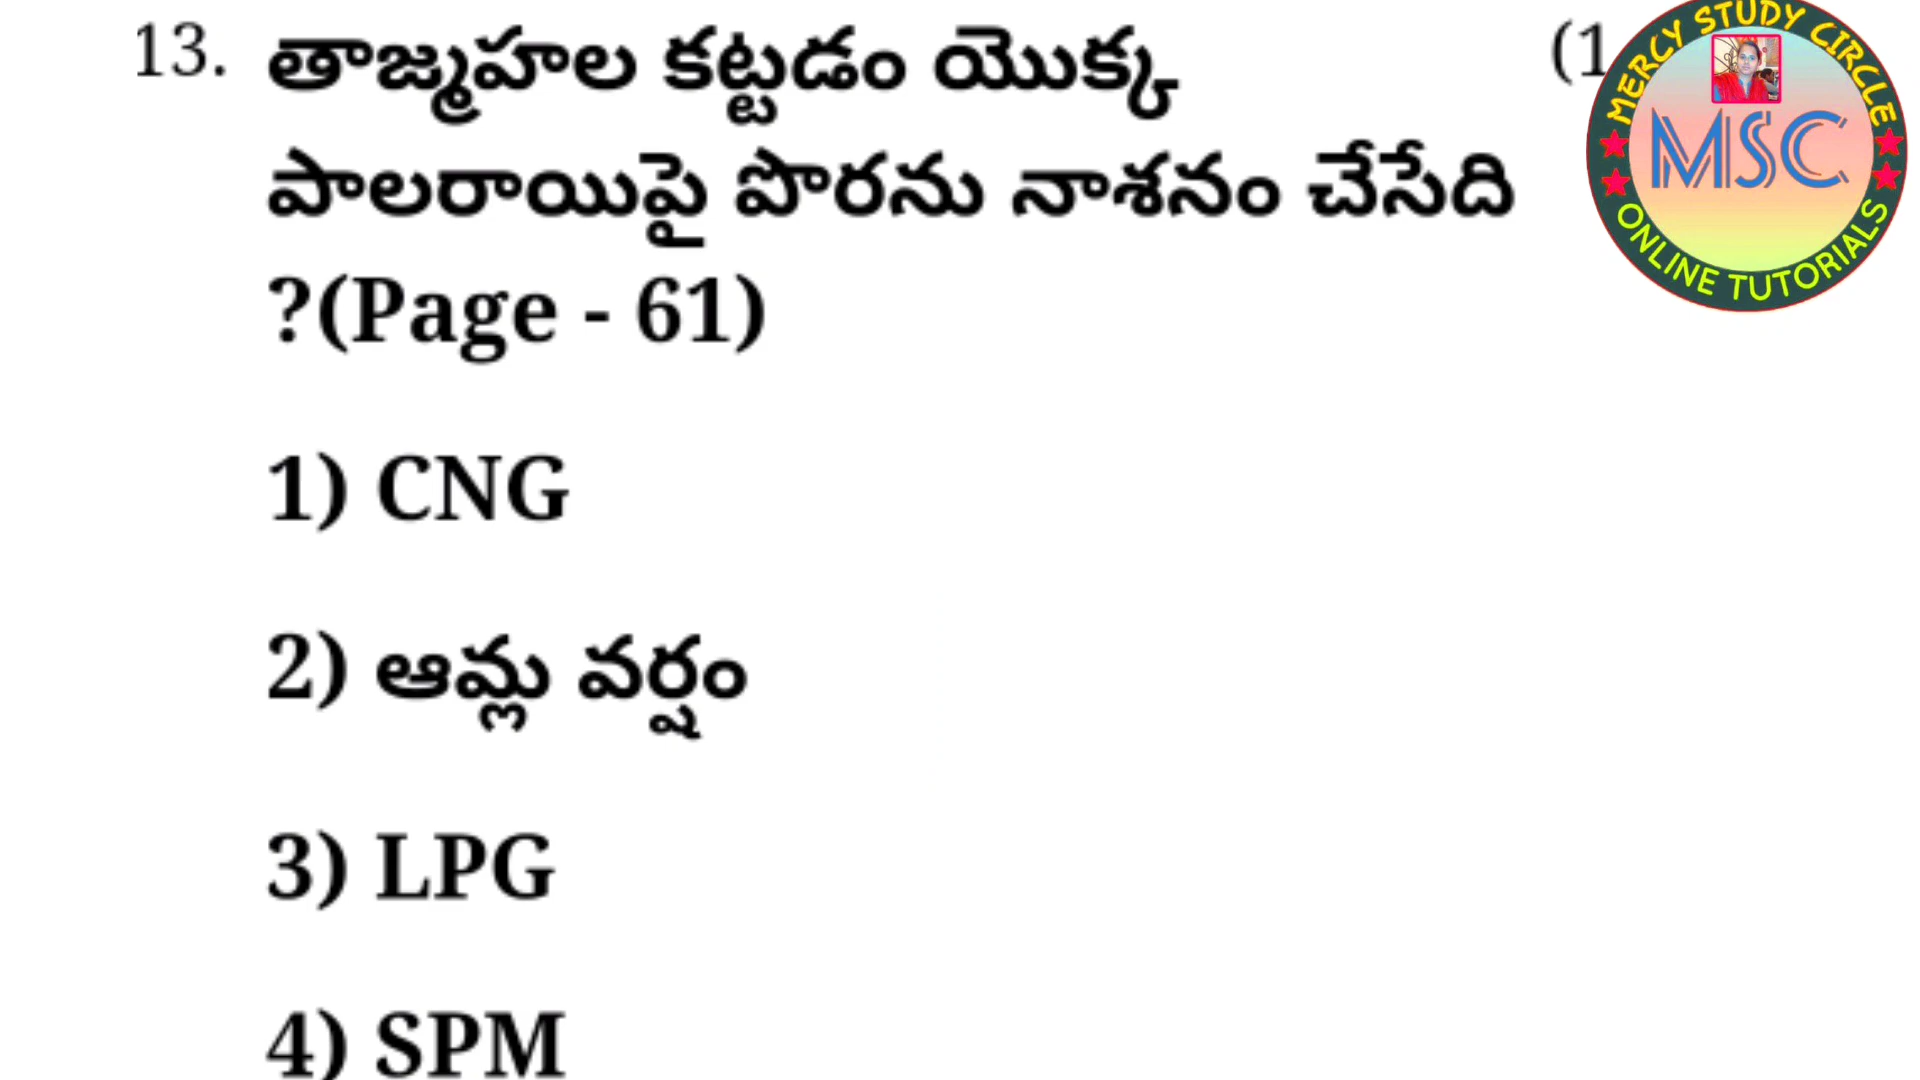 13. తాజ్మహల కట్టడం యొక్క (1
పాలరాయిపై పొరను నాశనం చేసేది
?(Page - 61)
1) CNG
2) ఆమ్ల వర్షం
3) LPG
4) SPM
MERCY STUDY CIRCLE
MSC
ONLINE TUTORIALS